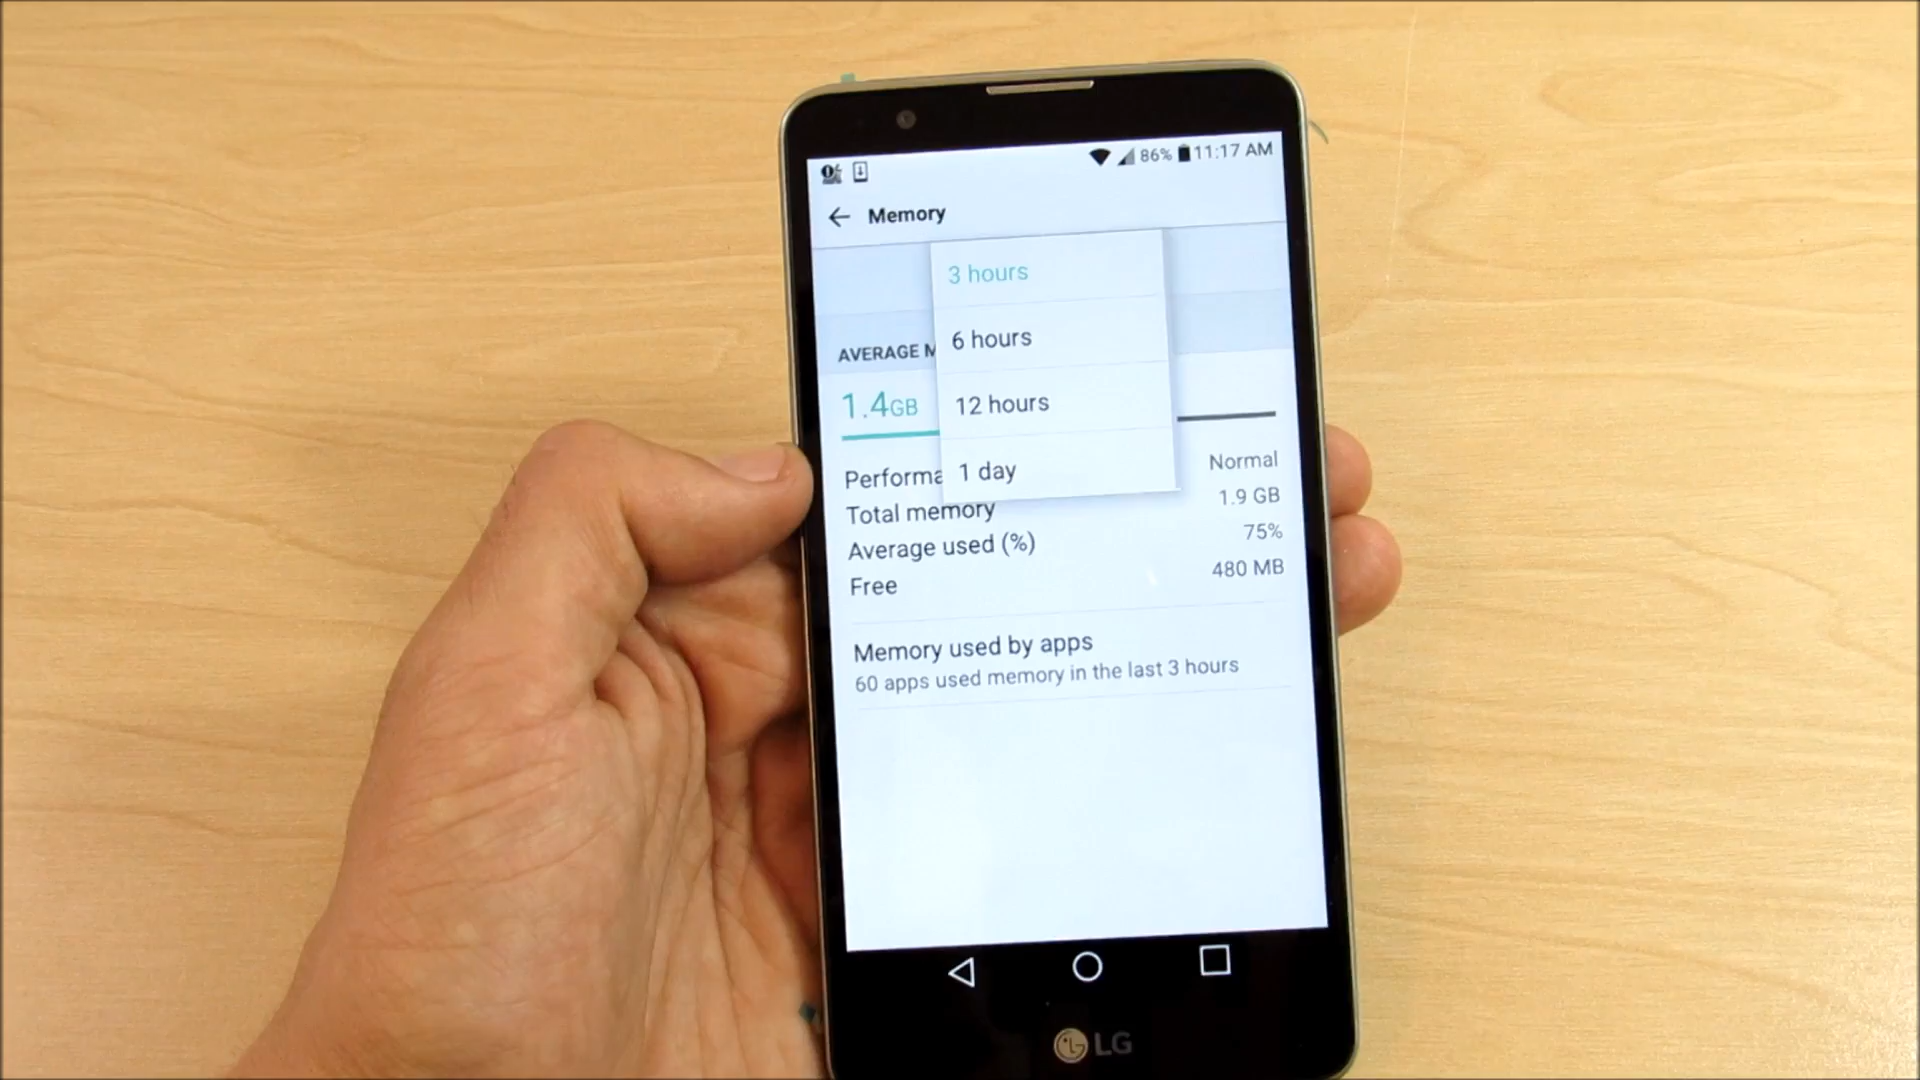 86% 11:17 AM
Memory
3 hours
6 hours
12 hours
1 day
AVERAGE M
1.4GB
Performa
Normal
Total memory
1.9 GB
Average used (%)
75%
Free
480 MB
Memory used by apps
60 apps used memory in the last 3 hours
LG